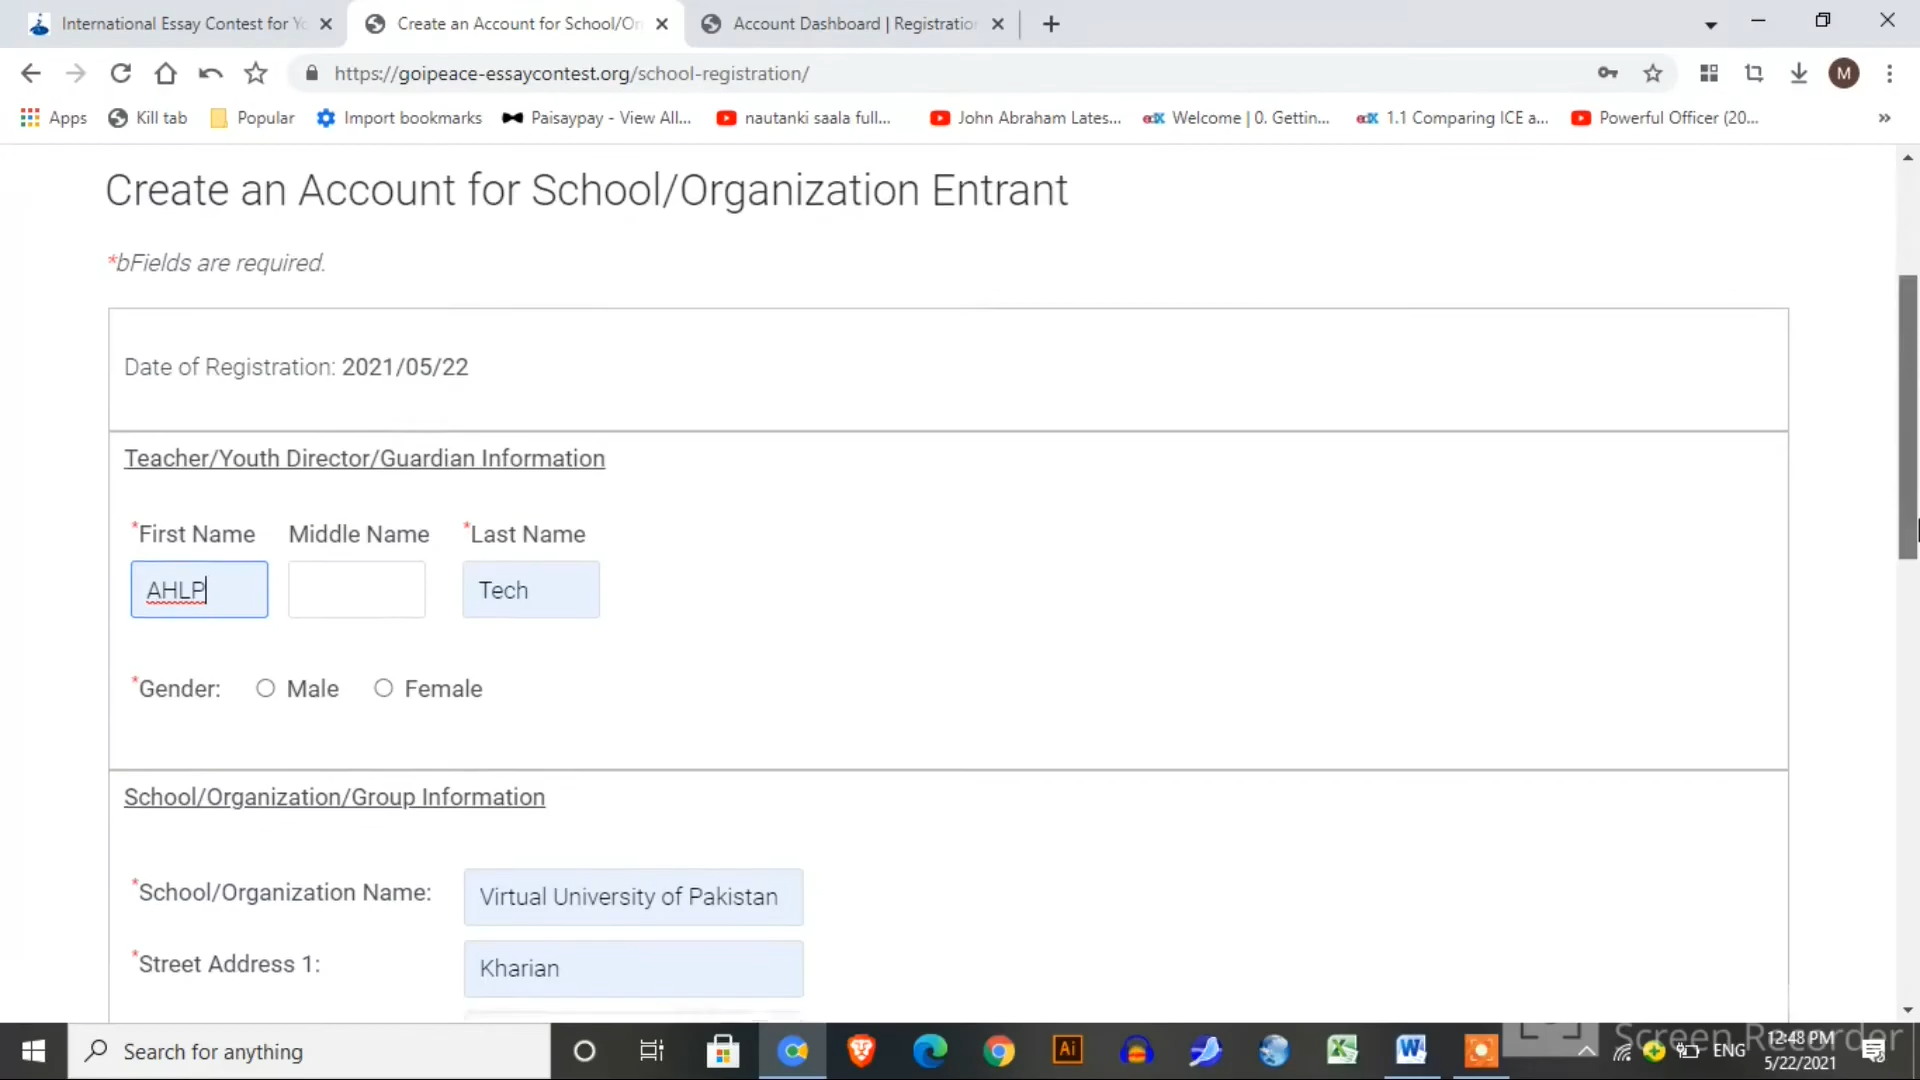 International Essay Contest for Yo
Create an Account for School/Or
Account Dashboard | Registration
https://goipeace-essaycontest.org/school-registration/
M
Apps
Kill tab
Popular
Import bookmarks
Paisaypay - View All...
nautanki saala full...
John Abraham Lates...
edX Welcome | 0. Gettin...
edX 1.1 Comparing ICE a...
Powerful Officer (20...
»
Create an Account for School/Organization Entrant
*bFields are required.
Date of Registration: 2021/05/22
Teacher/Youth Director/Guardian Information
*First Name Middle Name *Last Name
AHLP Tech
*Gender: Male Female
School/Organization/Group Information
*School/Organization Name: Virtual University of Pakistan
*Street Address 1: Kharian
Search for anything
Ai
ENG
12:48 PM
5/22/2021
Screen Recorder